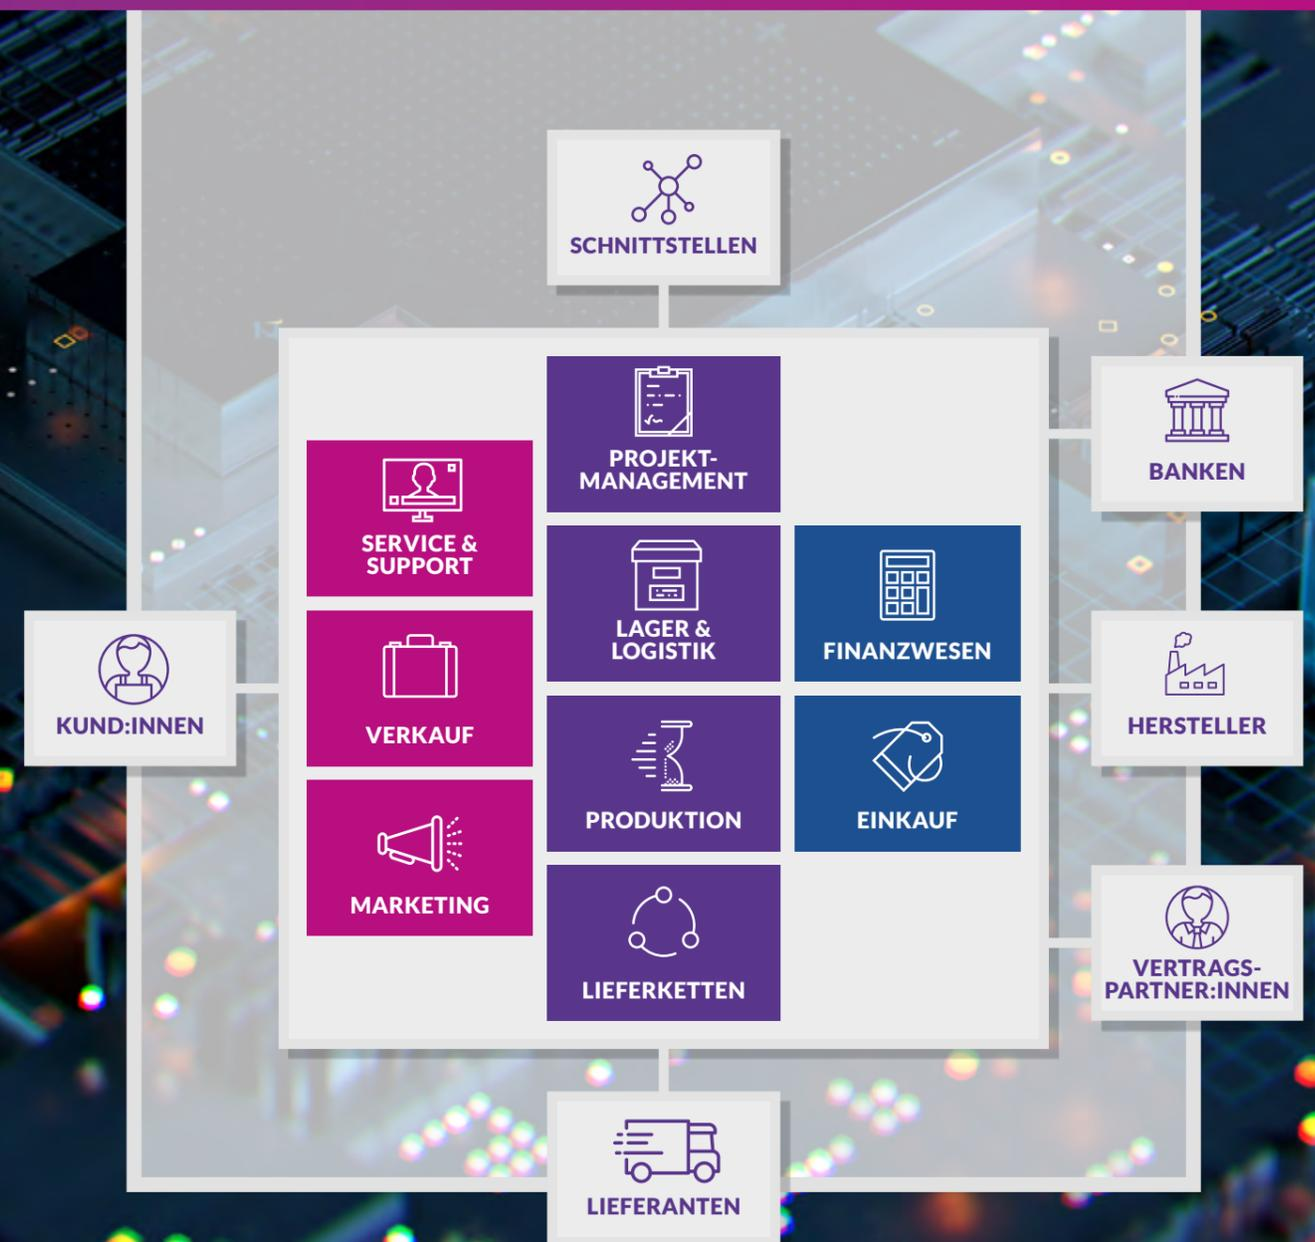 SCHNITTSTELLEN
PROJEKT-
MANAGEMENT
BANKEN
SERVICE &
SUPPORT
LAGER &
LOGISTIK
FINANZWESEN
KUND:INNEN
VERKAUF
HERSTELLER
PRODUKTION
EINKAUF
MARKETING
LIEFERKETTEN
VERTRAGS-
PARTNER:INNEN
LIEFERANTEN